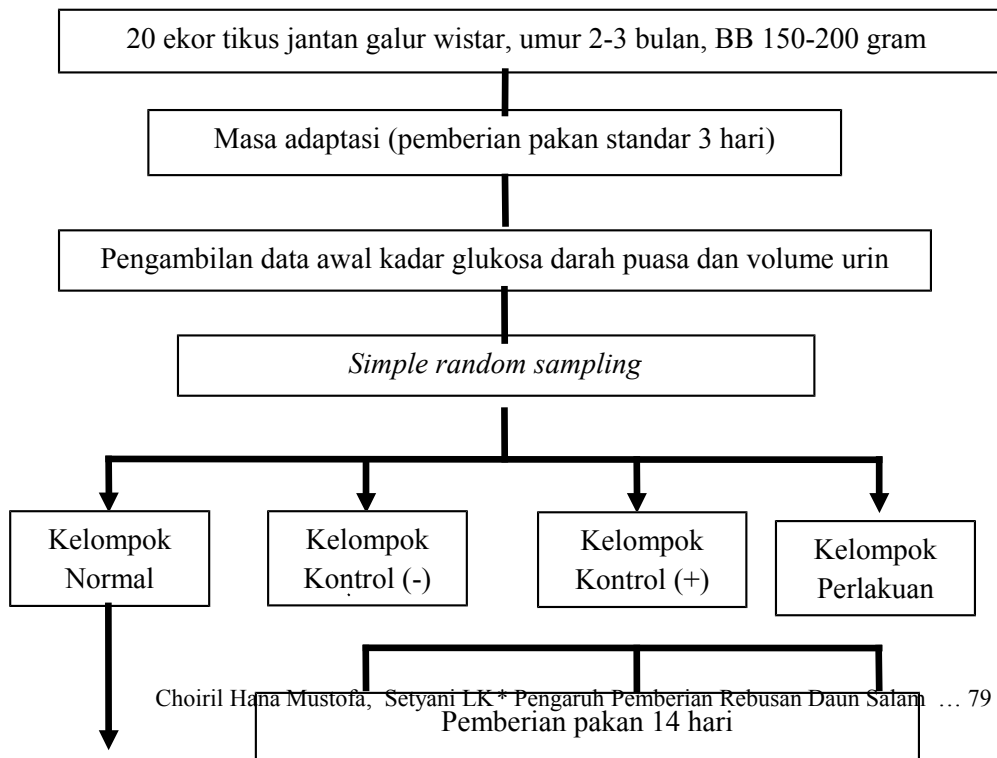 20 ekor tikus jantan galur wistar, umur 2-3 bulan, BB 150-200 gram
Masa adaptasi (pemberian pakan standar 3 hari)
Pengambilan data awal kadar glukosa darah puasa dan volume urin
Simple random sampling
Kelompok
Normal
Kelompok
Kontrol (-)
Kelompok
Kontrol (+)
Kelompok
Perlakuan
Choiril Hana Mustofa, Setyani LK * Pengaruh Pemberian Rebusan Daun Salam … 79
Pemberian pakan 14 hari